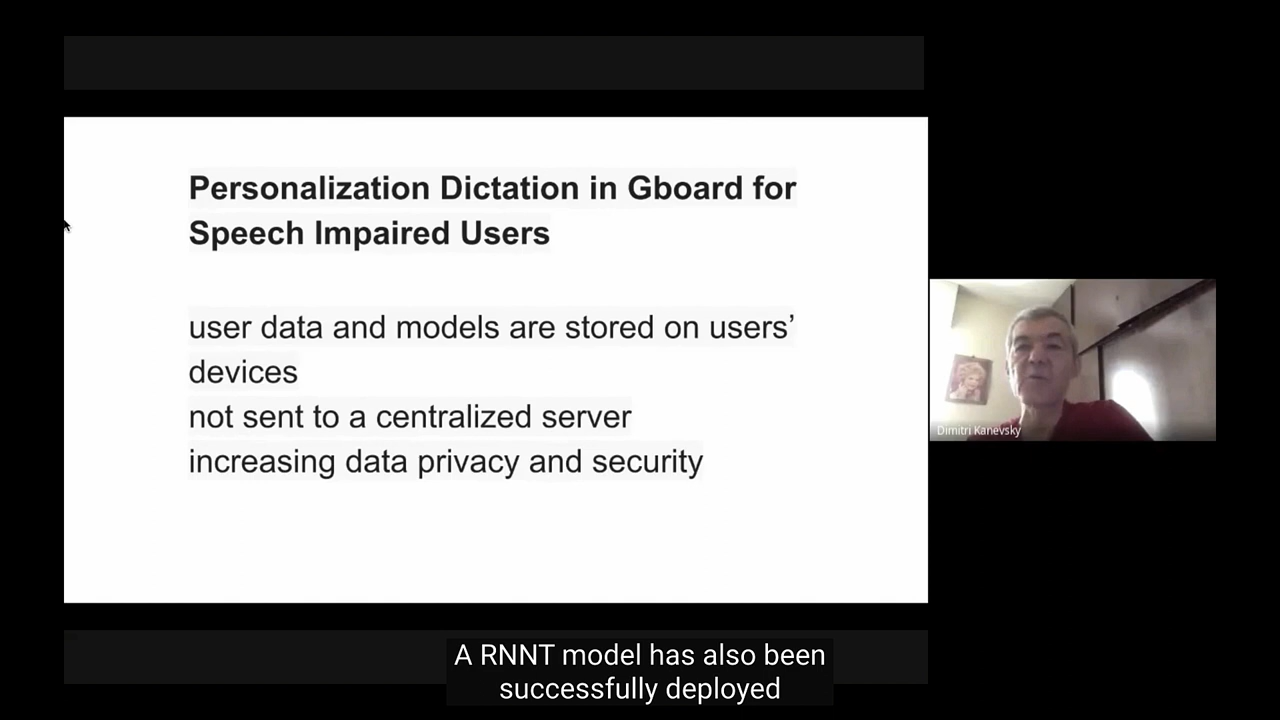 Personalization Dictation in Gboard for
Speech Impaired Users
user data and models are stored on users’
devices
not sent to a centralized server
increasing data privacy and security
Dimitri Kanevsky
A RNNT model has also been
successfully deployed